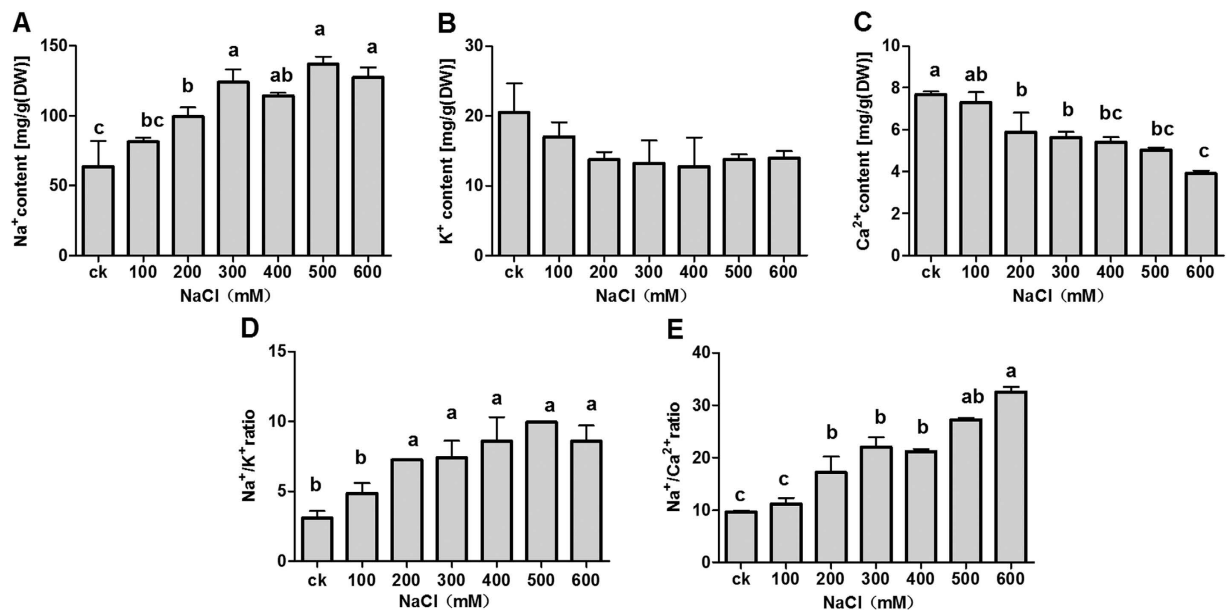 A
Na⁺content [mg/g(DW)]
150
100
50
0
c
bc
b
a
ab
a
a
ck 100 200 300 400 500 600
NaCl（mM）
B
K⁺ content [mg/g(DW)]
30
20
10
0
ck 100 200 300 400 500 600
NaCl（mM）
C
Ca²⁺content [mg/g(DW)]
10
8
6
4
2
0
a
ab
b
b
bc
bc
c
ck 100 200 300 400 500 600
NaCl（mM）
D
Na⁺/K⁺ratio
15
10
5
0
b
b
a
a
a
a
a
ck 100 200 300 400 500 600
NaCl（mM）
E
Na⁺/Ca²⁺ratio
40
30
20
10
0
c
c
b
b
b
ab
a
ck 100 200 300 400 500 600
NaCl（mM）